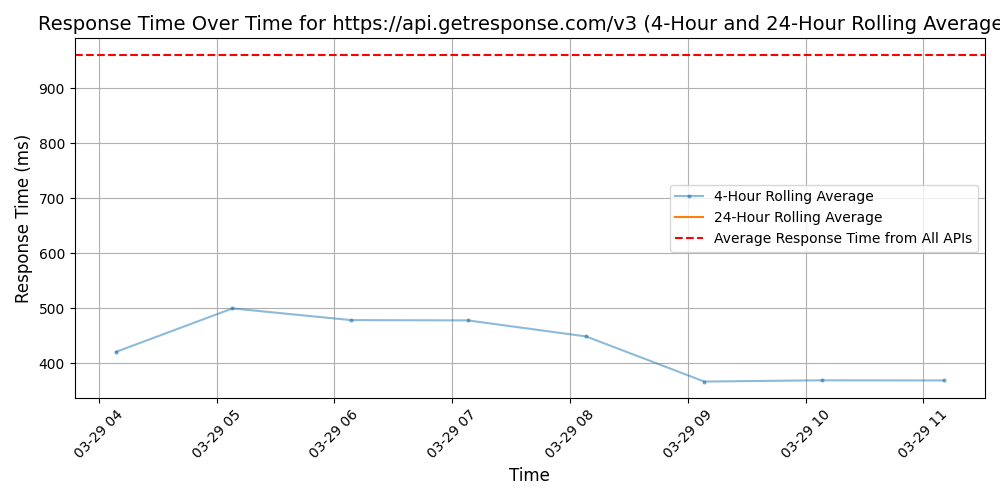 Response Time Over Time for https://api.getresponse.com/v3 (4-Hour and 24-Hour Rolling Average
Response Time (ms)
900
800
700
600
500
400
4-Hour Rolling Average
24-Hour Rolling Average
Average Response Time from All APIs
03-29 04
03-29 05
03-29 06
03-29 07
03-29 08
03-29 09
03-29 10
03-29 11
Time